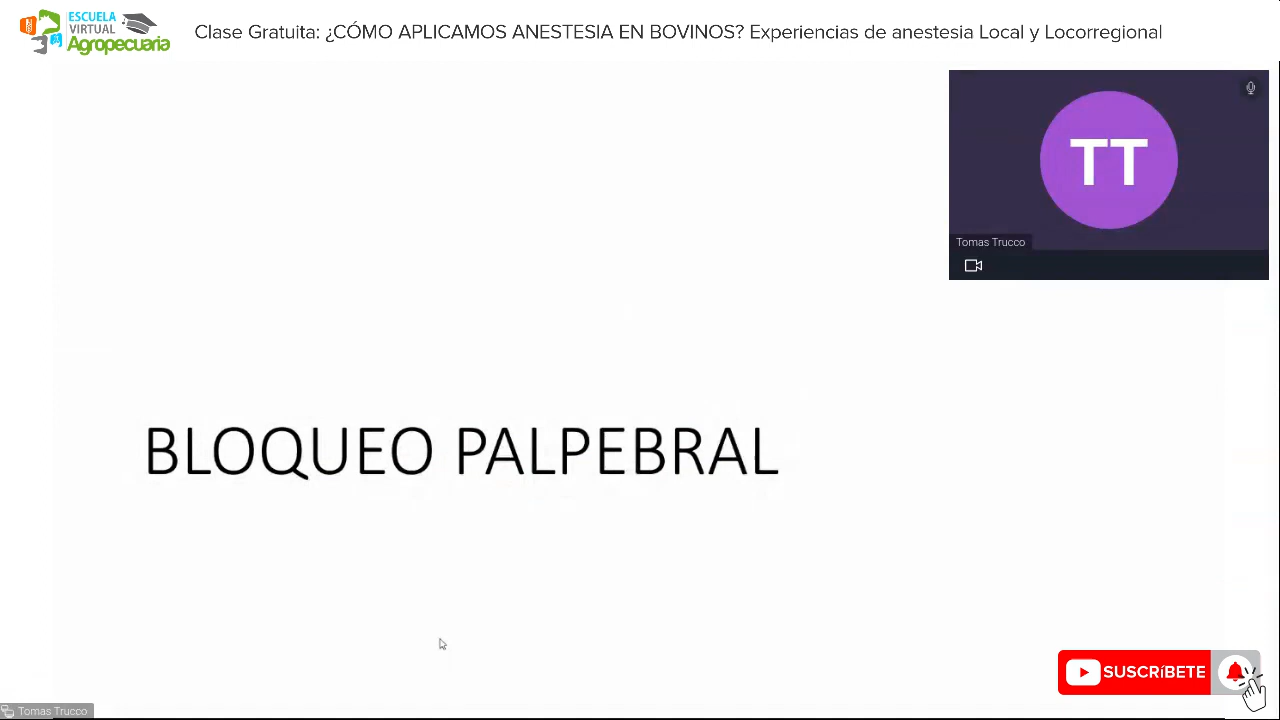 ESCUELA
VIRTUAL
Agropecuaria
Clase Gratuita: ¿CÓMO APLICAMOS ANESTESIA EN BOVINOS? Experiencias de anestesia Local y Locorregional
TT
Tomas Trucco
BLOQUEO PALPEBRAL
SUSCRíBETE
Tomas Trucco